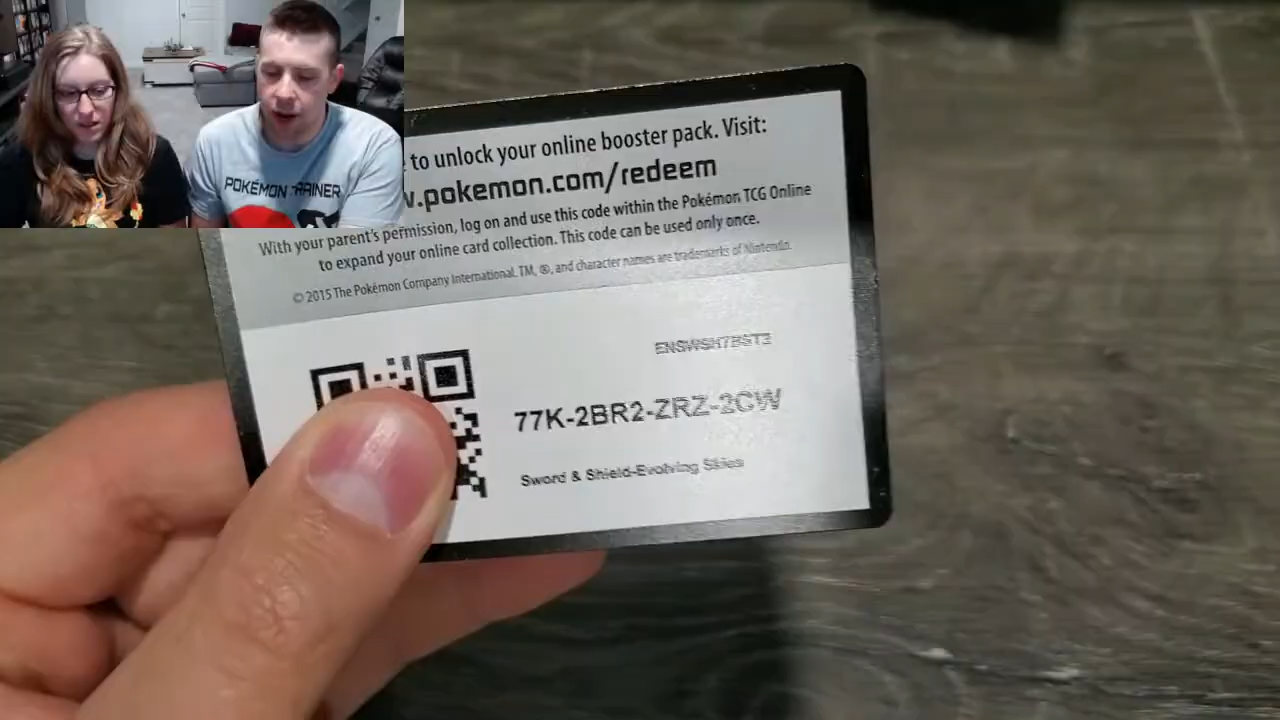 POKÉMON TRAINER
to unlock your online booster pack. Visit:
.pokemon.com/redeem
With your parent's permission, log on and use this code within the Pokémon TCG Online
to expand your online card collection. This code can be used only once.
© 2015 The Pokémon Company International. TM, ®, and character names are trademarks of Nintendo.
77K-2BR2-ZRZ-2CW
Sword & Shield-Evolving Skies